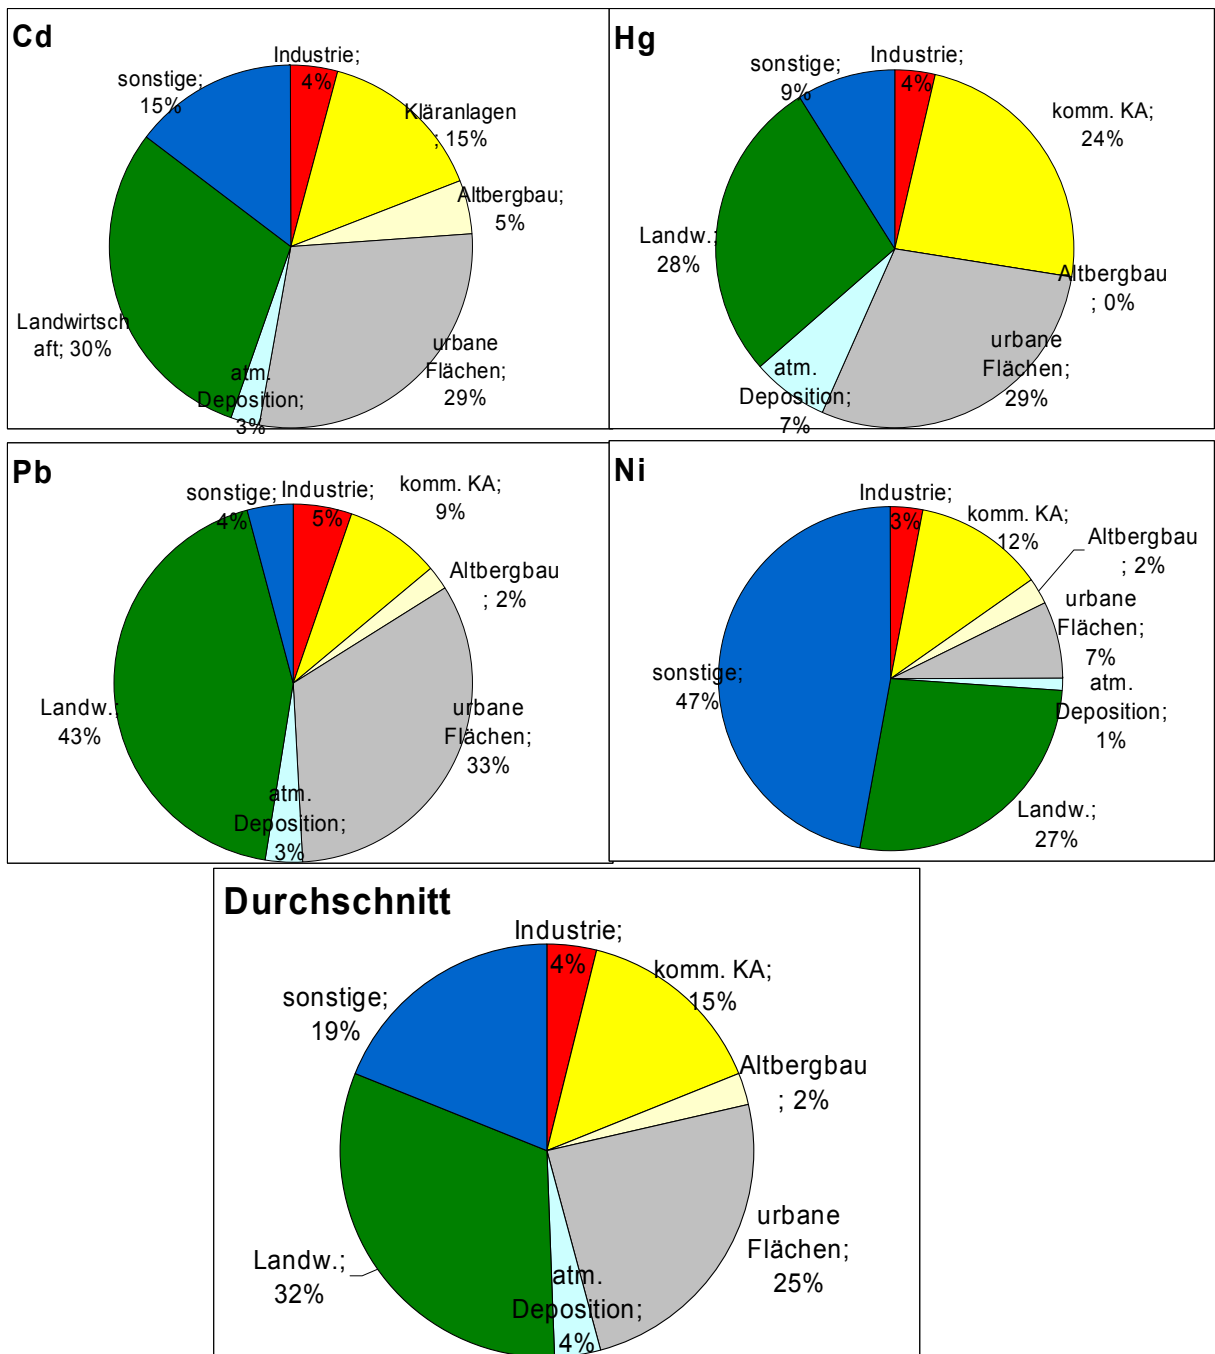 Cd
Industrie;
4%
sonstige;
15%
Kläranlagen
; 15%
Altbergbau;
5%
Landwirtsch
aft; 30%
urbane
Flächen;
29%
atm.
Deposition;
3%
Hg
Industrie;
4%
sonstige;
9%
komm. KA;
24%
Landw.;
28%
Altbergbau
; 0%
urbane
Flächen;
29%
atm.
Deposition;
7%
Pb
sonstige;
4%
Industrie;
5%
komm. KA;
9%
Altbergbau
; 2%
Landw.;
43%
urbane
Flächen;
33%
atm.
Deposition;
3%
Ni
Industrie;
3%
komm. KA;
12%
Altbergbau
; 2%
urbane
Flächen;
7%
sonstige;
47%
atm.
Deposition;
1%
Landw.;
27%
Durchschnitt
Industrie;
4%
komm. KA;
15%
sonstige;
19%
Altbergbau
; 2%
urbane
Flächen;
25%
Landw.;
32%
atm.
Deposition;
4%